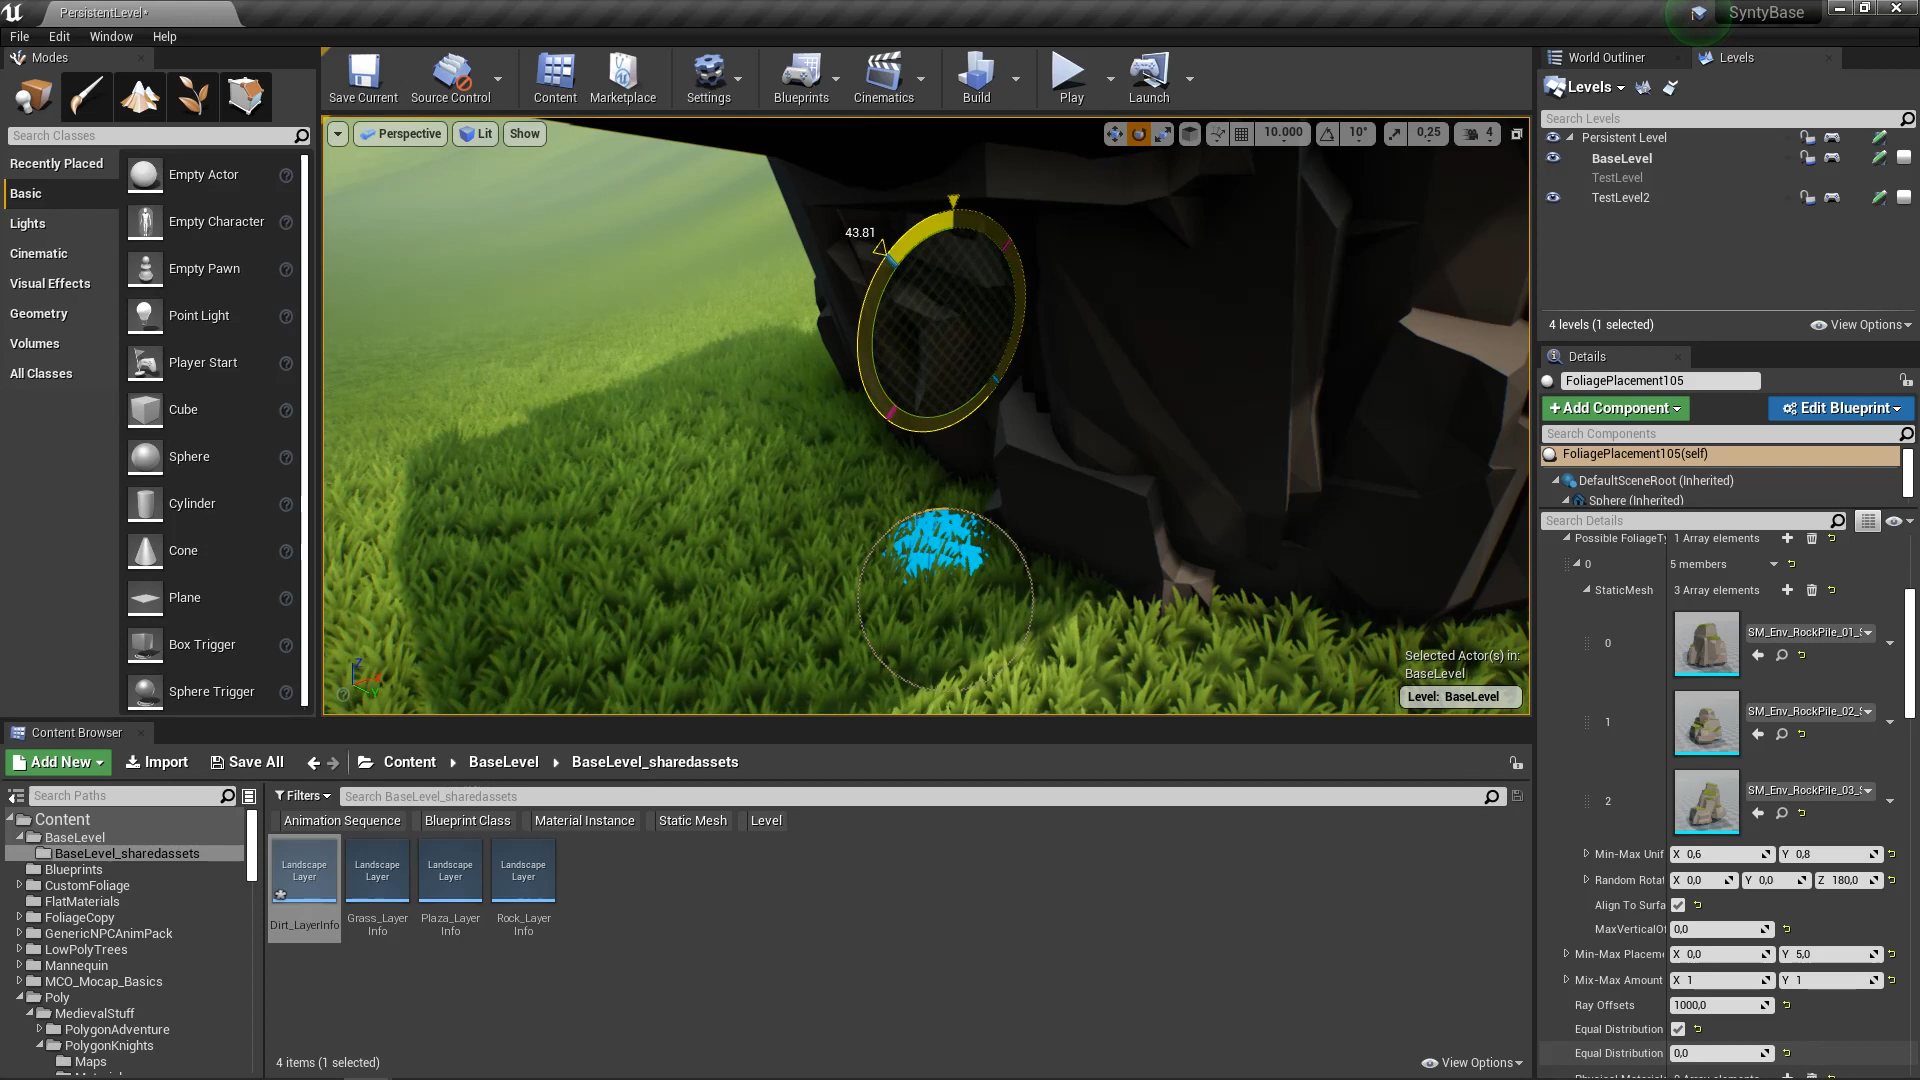 PersistentLevel*
SyntyBase
File Edit Window Help
Modes
Save Current
Source Control
Content
Marketplace
Settings
Blueprints
Cinematics
Build
Play
Launch
World Outliner
Levels
Levels
Search Levels
Persistent Level
BaseLevel
TestLevel
TestLevel2
4 levels (1 selected)
View Options
Search Classes
Recently Placed
Basic
Lights
Cinematic
Visual Effects
Geometry
Volumes
All Classes
Empty Actor
Empty Character
Empty Pawn
Point Light
Player Start
Cube
Sphere
Cylinder
Cone
Plane
Box Trigger
Sphere Trigger
Perspective
Lit
Show
10.000
10°
0,25
4
43.81
Z
X
Y
Selected Actor(s) in:
BaseLevel
Level: BaseLevel
Details
FoliagePlacement105
+Add Component
Edit Blueprint
Search Components
FoliagePlacement105(self)
DefaultSceneRoot (Inherited)
Sphere (Inherited)
Search Details
Possible FoliageTy 1 Array elements
0 5 members
StaticMesh 3 Array elements
0 SM_Env_RockPile_01_S
1 SM_Env_RockPile_02_S
2 SM_Env_RockPile_03_S
Min-Max Unif X 0,6 Y 0,8
Random Rotat X 0,0 Y 0,0 Z 180,0
Align To Surfa
MaxVerticalOf 0,0
Min-Max Placeme X 0,0 Y 5,0
Mix-Max Amount X 1 Y 1
Ray Offsets 1000,0
Equal Distribution
Equal Distribution 0,0
Content Browser
Add New
Import
Save All
Content
BaseLevel
BaseLevel_sharedassets
Search Paths
Filters
Search BaseLevel_sharedassets
Animation Sequence
Blueprint Class
Material Instance
Static Mesh
Level
Content
BaseLevel
BaseLevel_sharedassets
Blueprints
CustomFoliage
FlatMaterials
FoliageCopy
GenericNPCAnimPack
LowPolyTrees
Mannequin
MCO_Mocap_Basics
Poly
MedievalStuff
PolygonAdventure
PolygonKnights
Maps
Landscape
Layer
Landscape
Layer
Landscape
Layer
Landscape
Layer
Dirt_LayerInfo
Grass_Layer
Info
Plaza_Layer
Info
Rock_Layer
Info
4 items (1 selected)
View Options